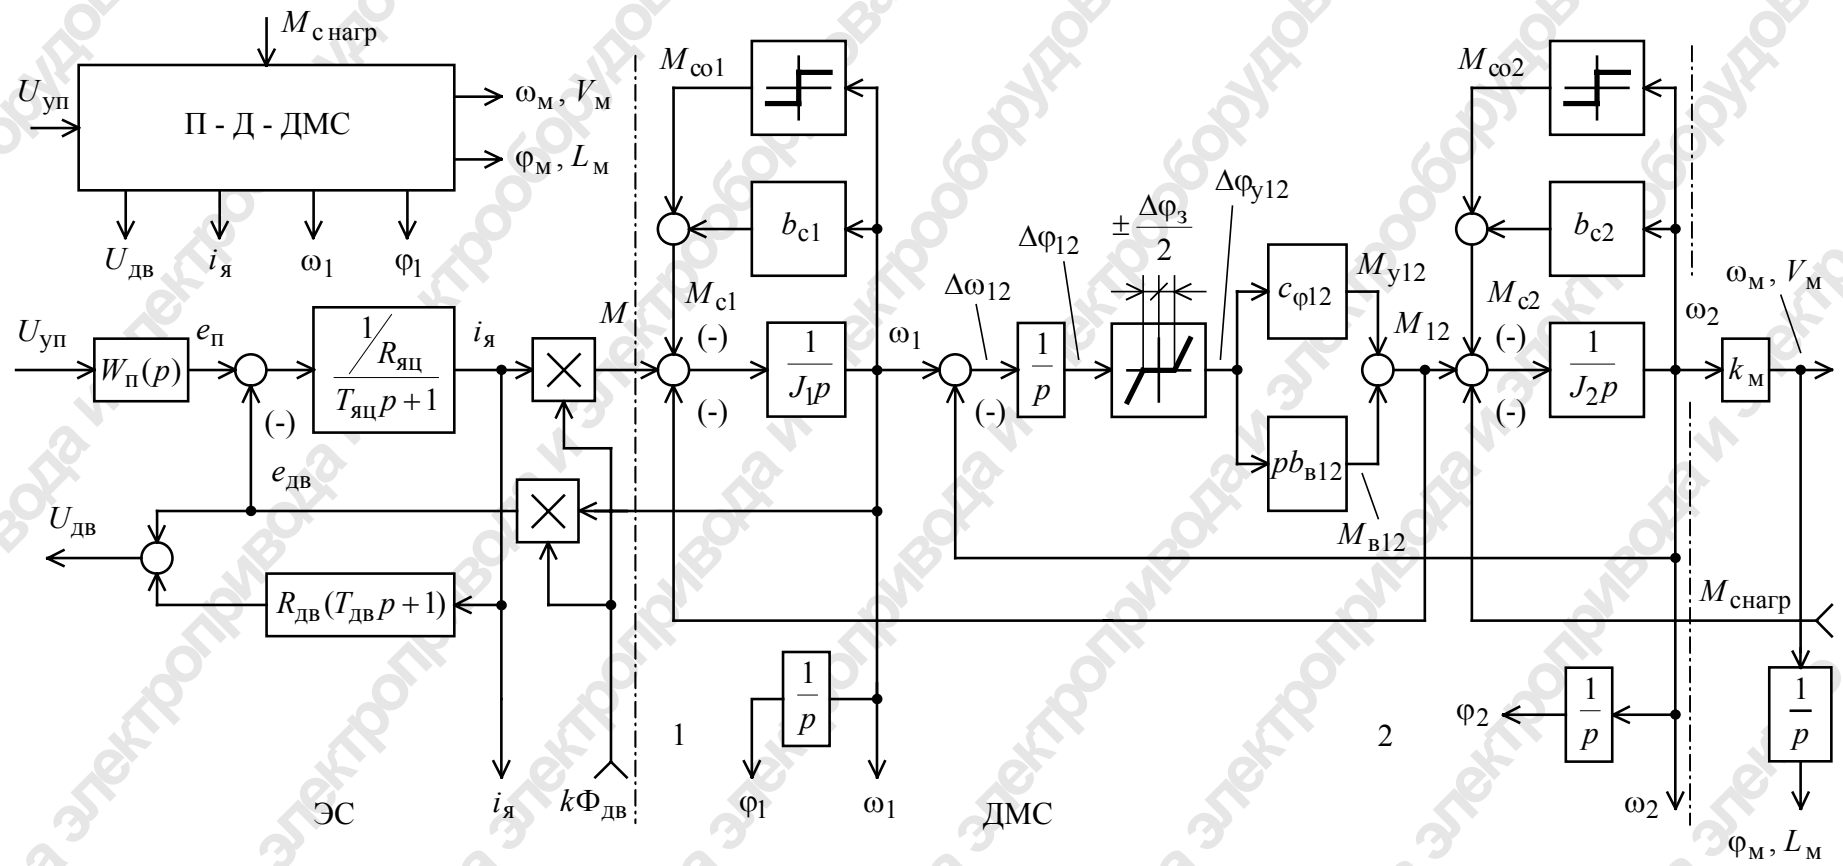 M с нагр
U уп
П - Д - ДМС
ω м , V м
φ м , L м
U дв
i я
ω 1
φ 1
U уп
W п (p)
e п
(-)
e дв
1/R яц
T яц p + 1
i я
M
U дв
R дв (T дв p + 1)
i я
kΦ дв
ЭС
M со1
b с1
M с1
(-)
(-)
1
J 1 p
ω 1
1
p
φ 1
ω 1
1
Δω 12
(-)
1
p
Δφ 12
± Δφ з
2
Δφ у12
c φ12
M у12
pb в12
M в12
M 12
ДМС
M со2
b с2
M с2
(-)
(-)
1
J 2 p
ω 2
k м
ω м , V м
M снагр
2
φ 2
1
p
ω 2
1
p
φ м , L м
электропривода и электрооборудования